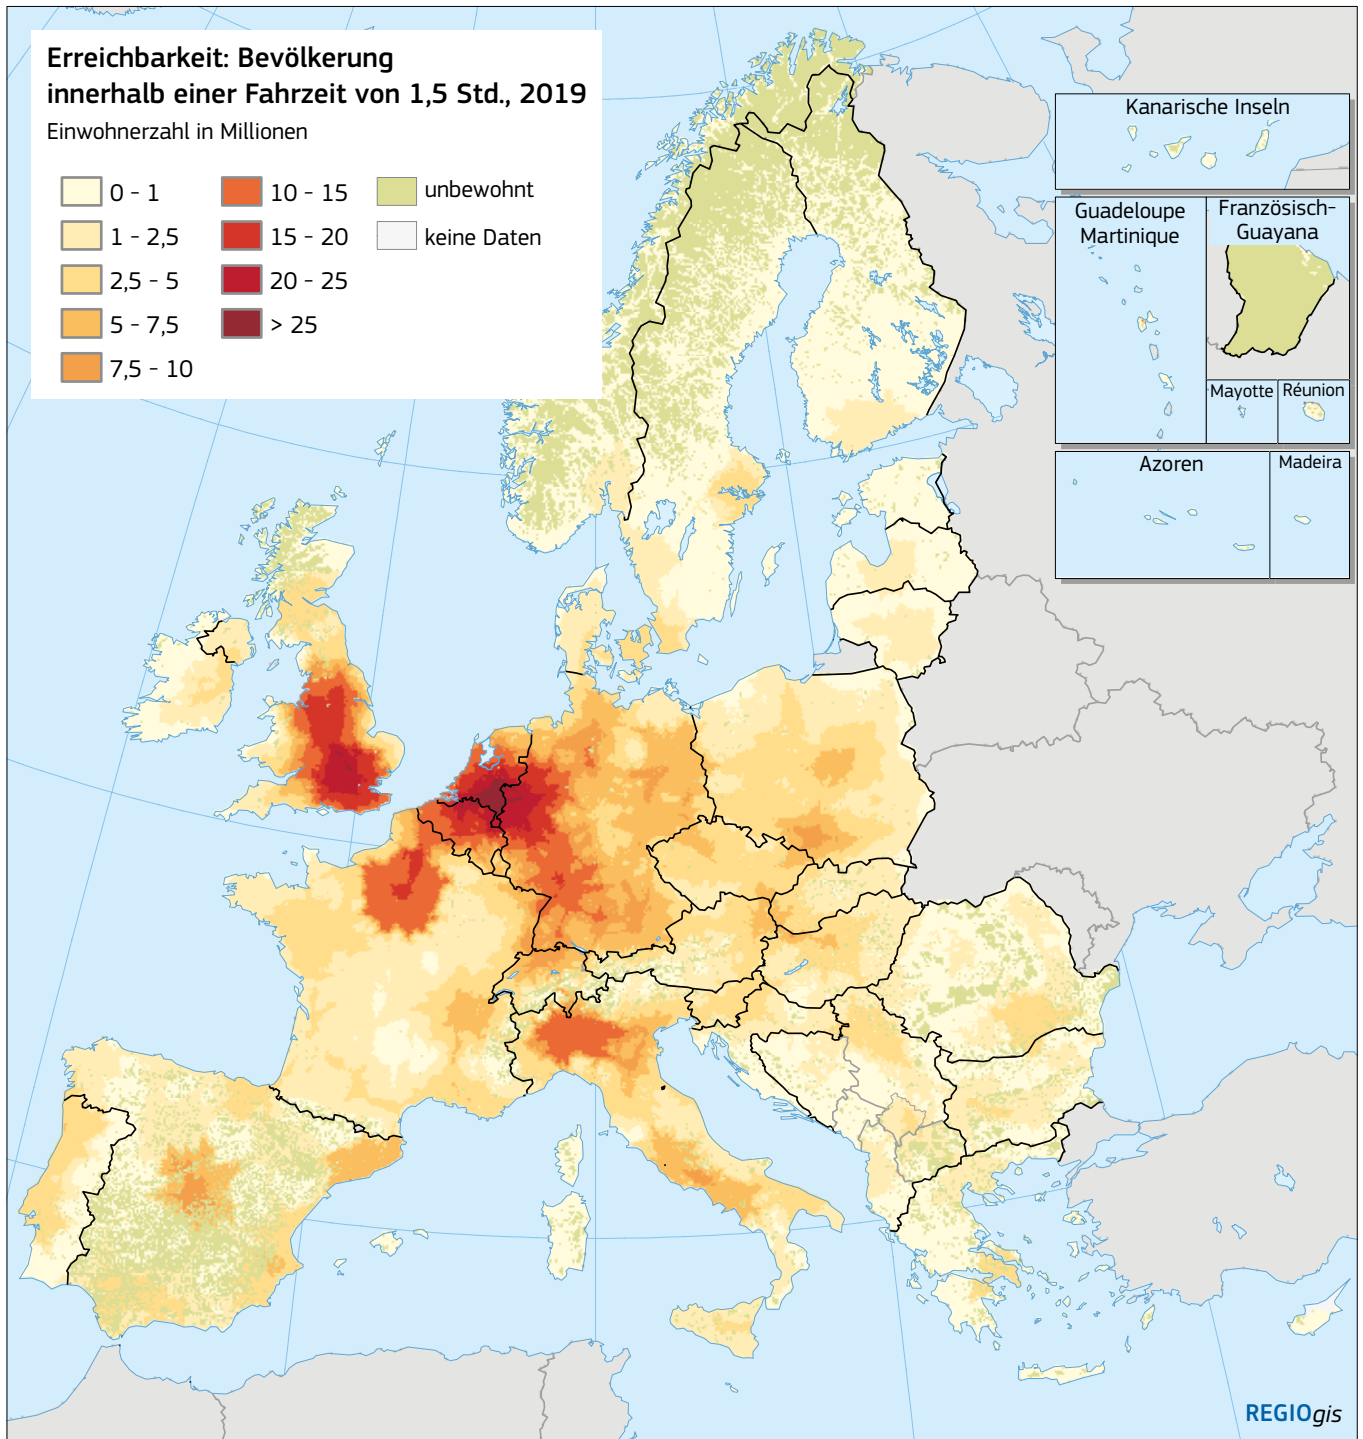 Erreichbarkeit: Bevölkerung
innerhalb einer Fahrzeit von 1,5 Std., 2019
Einwohnerzahl in Millionen
0 - 1
1 - 2,5
2,5 - 5
5 - 7,5
7,5 - 10
10 - 15
15 - 20
20 - 25
> 25
unbewohnt
keine Daten
Kanarische Inseln
Guadeloupe
Martinique
Französisch-
Guayana
Mayotte
Réunion
Azoren
Madeira
REGIOgis